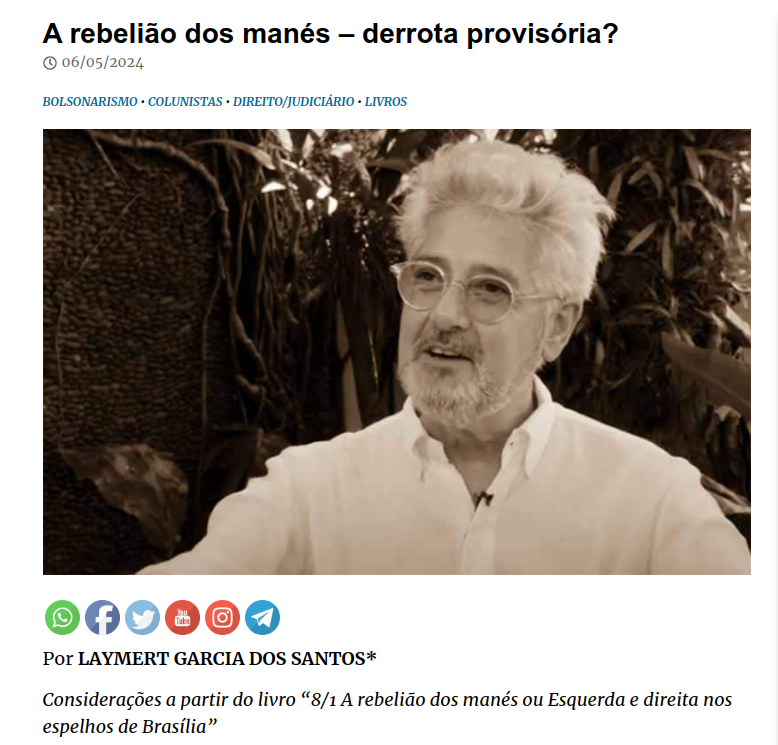 A rebelião dos manés – derrota provisória?
06/05/2024
BOLSONARISMO • COLUNISTAS • DIREITO/JUDICIÁRIO • LIVROS
You Tube
Por LAYMERT GARCIA DOS SANTOS*
Considerações a partir do livro “8/1 A rebelião dos manés ou Esquerda e direita nos
espelhos de Brasília”